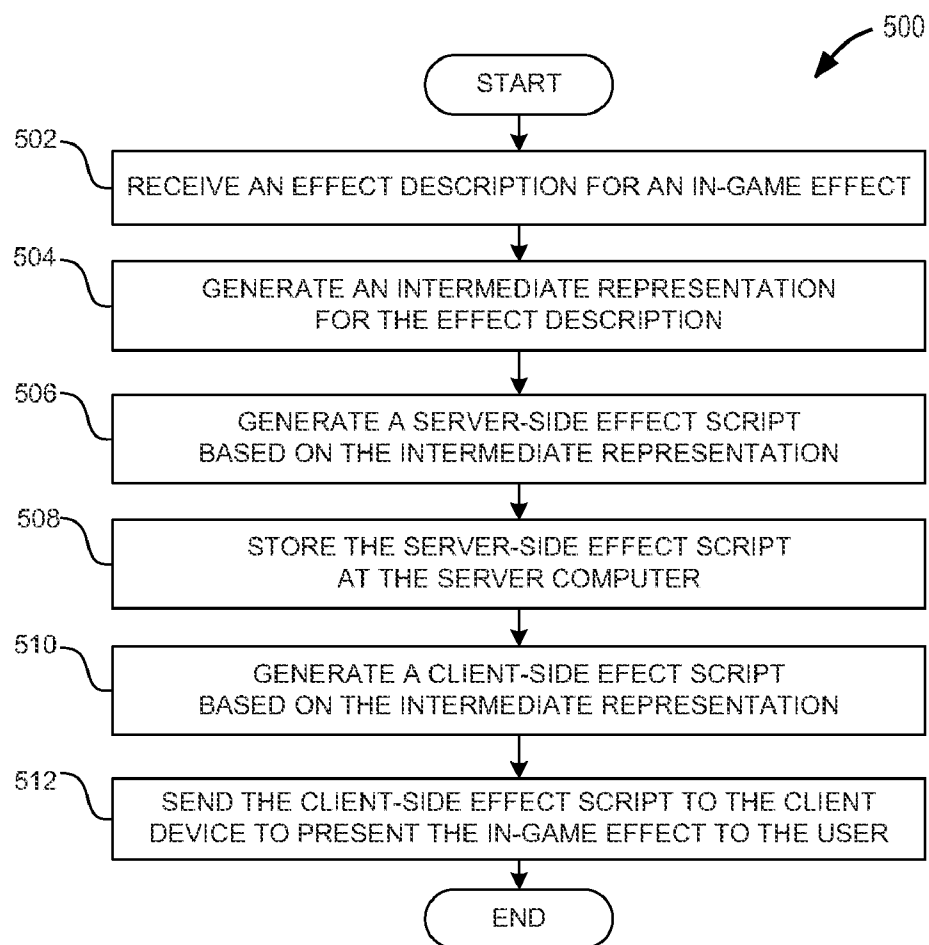 500
START
502
RECEIVE AN EFFECT DESCRIPTION FOR AN IN-GAME EFFECT
504
GENERATE AN INTERMEDIATE REPRESENTATION
FOR THE EFFECT DESCRIPTION
506
GENERATE A SERVER-SIDE EFFECT SCRIPT
BASED ON THE INTERMEDIATE REPRESENTATION
508
STORE THE SERVER-SIDE EFFECT SCRIPT
AT THE SERVER COMPUTER
510
GENERATE A CLIENT-SIDE EFECT SCRIPT
BASED ON THE INTERMEDIATE REPRESENTATION
512
SEND THE CLIENT-SIDE EFFECT SCRIPT TO THE CLIENT
DEVICE TO PRESENT THE IN-GAME EFFECT TO THE USER
END